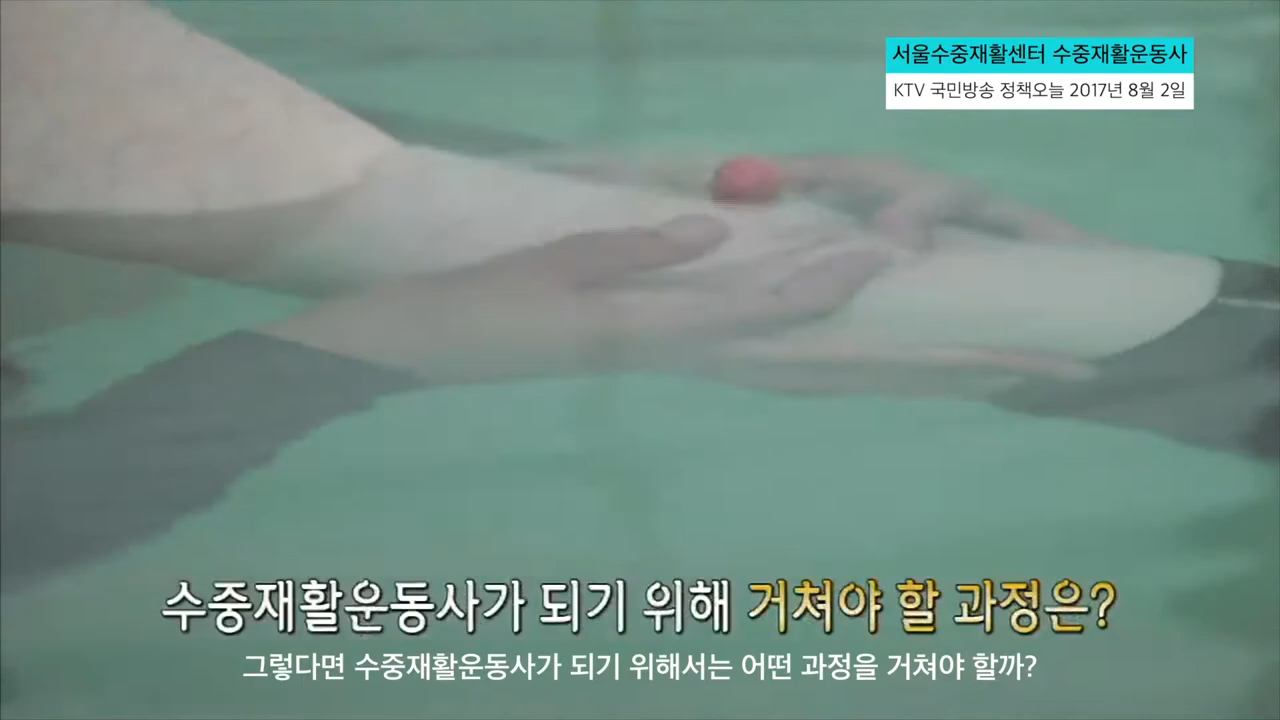 서울수중재활센터 수중재활운동사
KTV 국민방송 정책오늘 2017년 8월 2일
수중재활운동사가 되기 위해 거쳐야 할 과정은?
그렇다면 수중재활운동사가 되기 위해서는 어떤 과정을 거쳐야 할까?